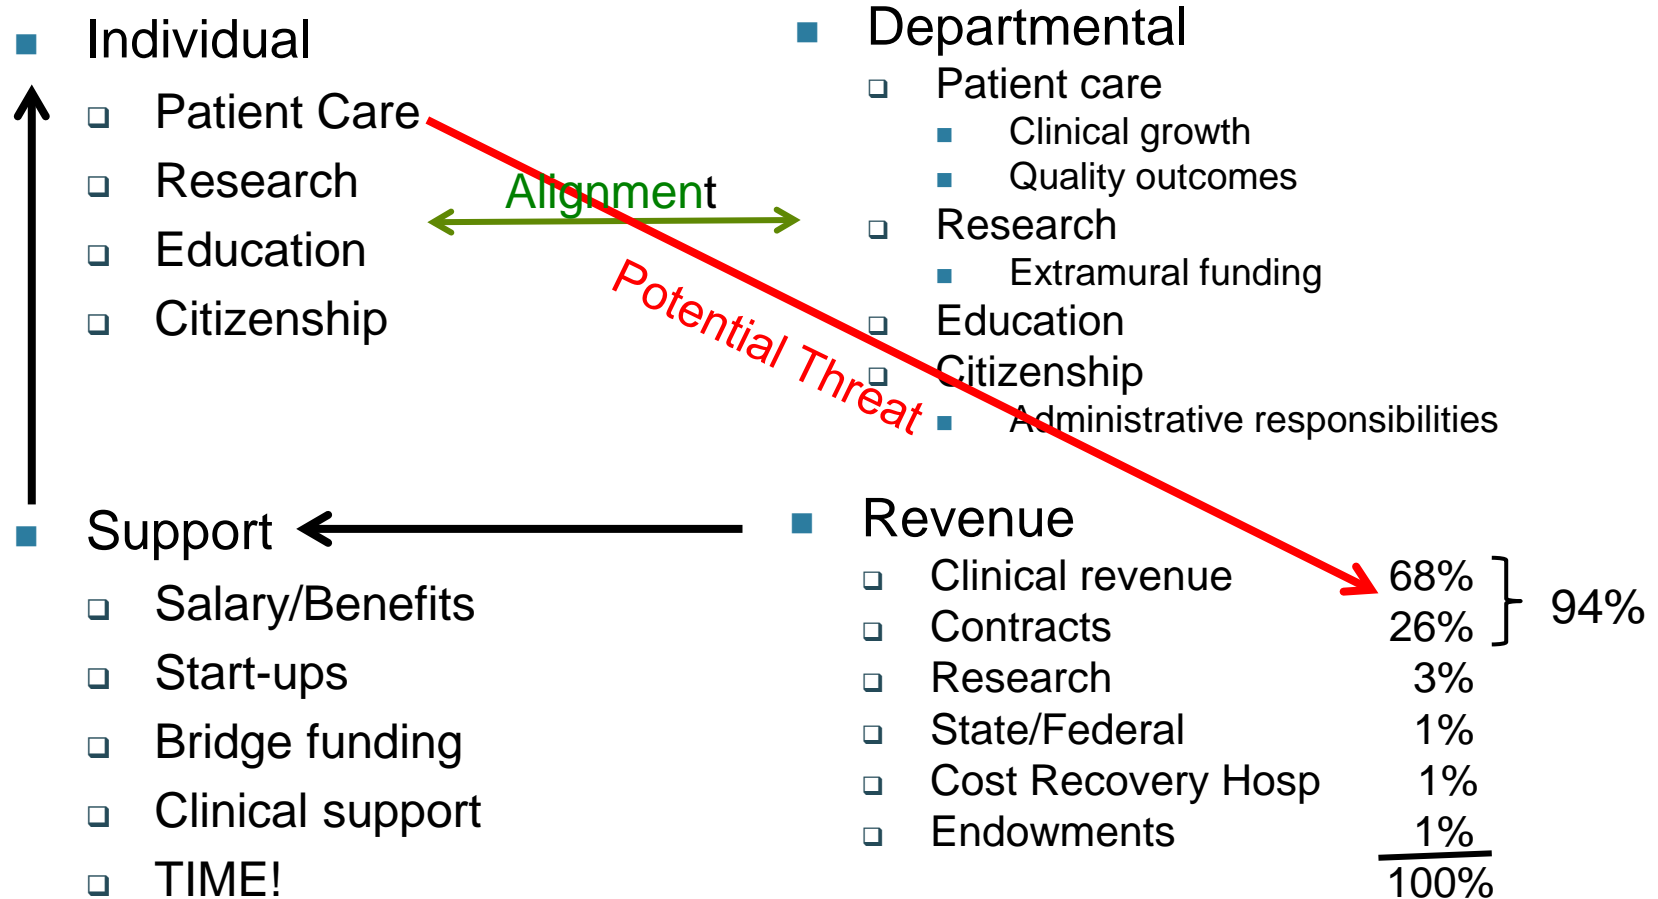 Individual
Patient Care
Research
Education
Citizenship
Departmental
Patient care
Clinical growth
Quality outcomes
Research
Extramural funding
Education
Citizenship
Administrative responsibilities
Alignment
Potential Threat
Support
Salary/Benefits
Start-ups
Bridge funding
Clinical support
TIME!
Revenue
Clinical revenue 68%
Contracts 26%
94%
Research 3%
State/Federal 1%
Cost Recovery Hosp 1%
Endowments 1%
100%